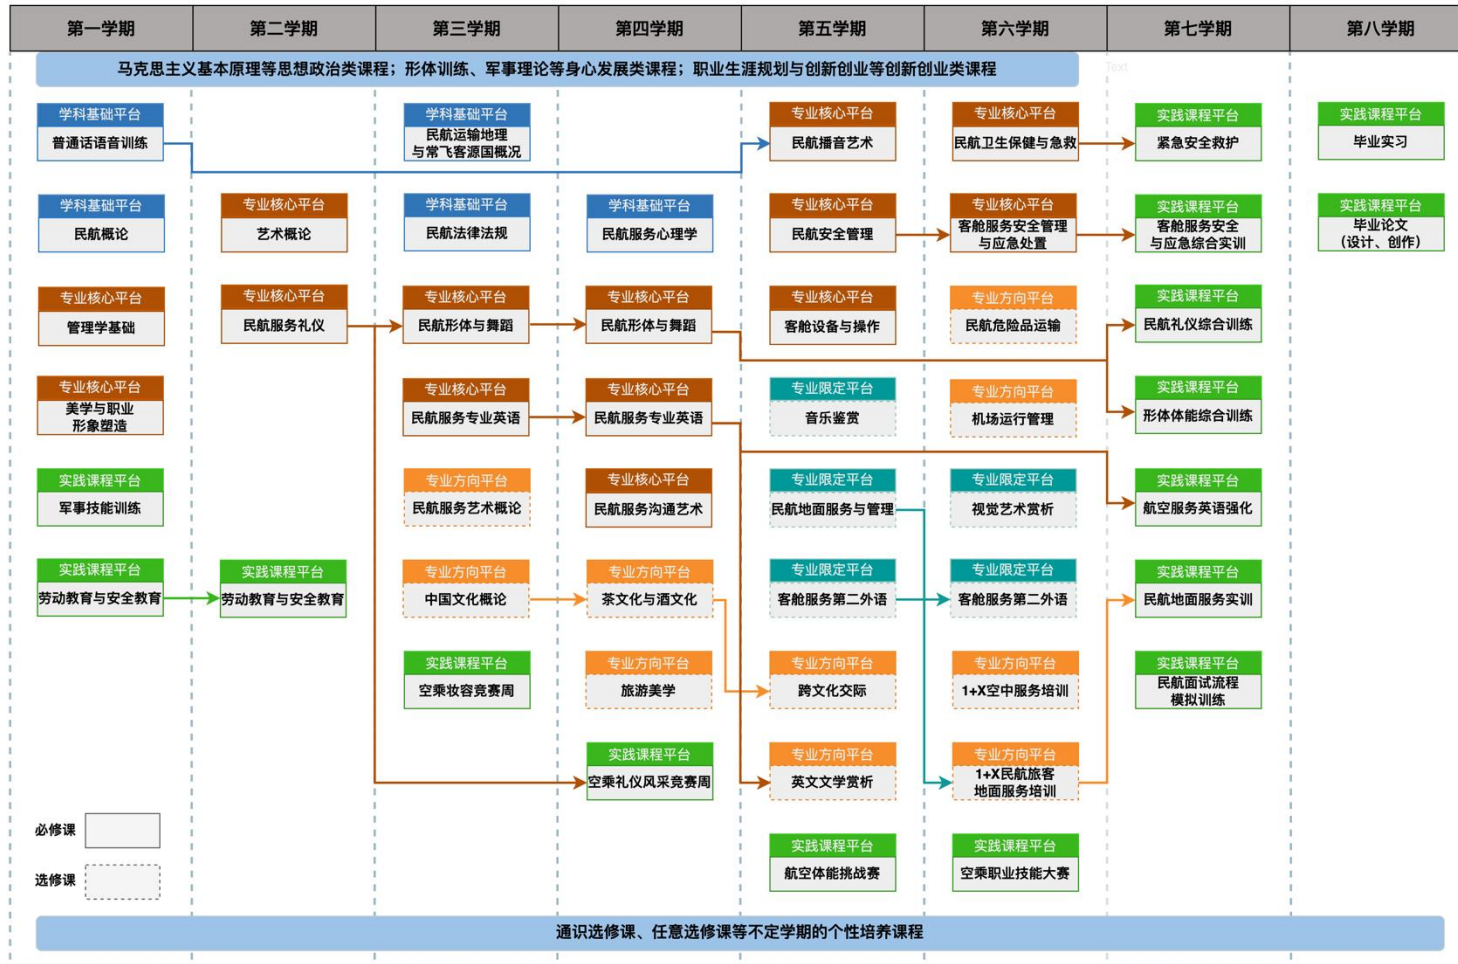 第一学期
第二学期
第三学期
第四学期
第五学期
第六学期
第七学期
第八学期
马克思主义基本原理等思想政治类课程；形体训练、军事理论等身心发展类课程；职业生涯规划与创新创业等创新创业类课程
Text
学科基础平台
普通话语音训练
学科基础平台
民航运输地理
与常飞客源国概况
专业核心平台
民航播音艺术
专业核心平台
民航卫生保健与急救
实践课程平台
紧急安全救护
实践课程平台
毕业实习
学科基础平台
民航概论
专业核心平台
艺术概论
学科基础平台
民航法律法规
学科基础平台
民航服务心理学
专业核心平台
民航安全管理
专业核心平台
客舱服务安全管理
与应急处置
实践课程平台
客舱服务安全
与应急综合实训
实践课程平台
毕业论文
（设计、创作）
专业核心平台
管理学基础
专业核心平台
民航服务礼仪
专业核心平台
民航形体与舞蹈
专业核心平台
民航形体与舞蹈
专业核心平台
客舱设备与操作
专业方向平台
民航危险品运输
实践课程平台
民航礼仪综合训练
专业核心平台
美学与职业
形象塑造
专业核心平台
民航服务专业英语
专业核心平台
民航服务专业英语
专业限定平台
音乐鉴赏
专业方向平台
机场运行管理
实践课程平台
形体体能综合训练
实践课程平台
军事技能训练
专业方向平台
民航服务艺术概论
专业核心平台
民航服务沟通艺术
专业限定平台
民航地面服务与管理
专业限定平台
视觉艺术赏析
实践课程平台
航空服务英语强化
实践课程平台
劳动教育与安全教育
实践课程平台
劳动教育与安全教育
专业方向平台
中国文化概论
专业方向平台
茶文化与酒文化
专业限定平台
客舱服务第二外语
专业限定平台
客舱服务第二外语
实践课程平台
民航地面服务实训
实践课程平台
空乘妆容竞赛周
专业方向平台
旅游美学
专业方向平台
跨文化交际
专业方向平台
1+X空中服务培训
实践课程平台
民航面试流程
模拟训练
实践课程平台
空乘礼仪风采竞赛周
专业方向平台
英文文学赏析
专业方向平台
1+X民航旅客
地面服务培训
必修课
选修课
实践课程平台
航空体能挑战赛
实践课程平台
空乘职业技能大赛
通识选修课、任意选修课等不定学期的个性培养课程